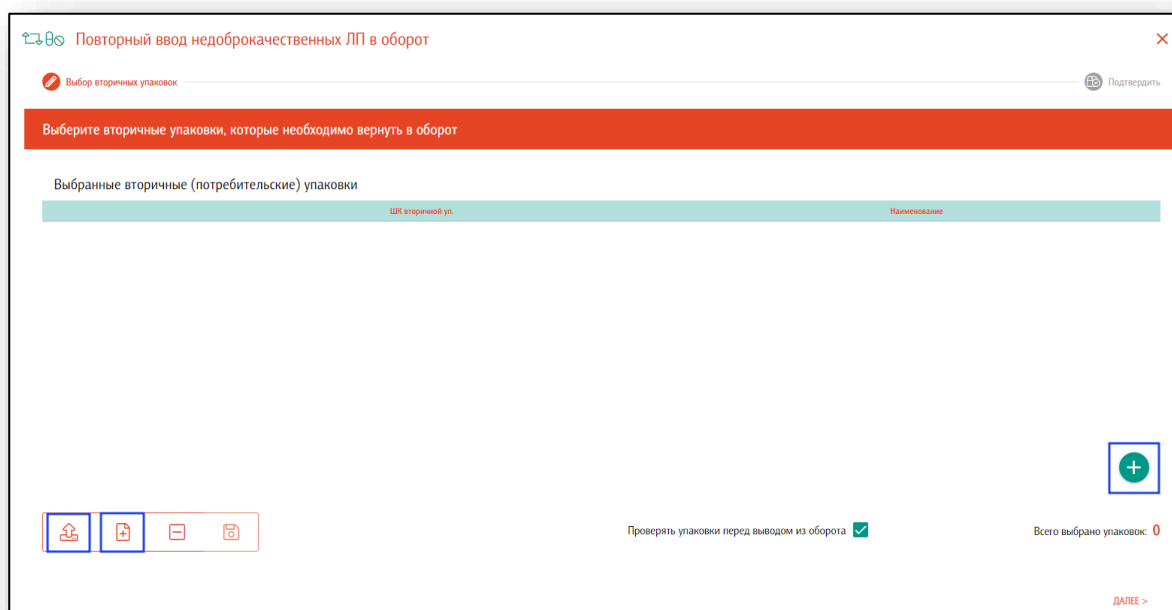 Повторный ввод недоброкачественных ЛП в оборот
Выбор вторичных упаковок
Подтвердить
Выберите вторичные упаковки, которые необходимо вернуть в оборот
Выбранные вторичные (потребительские) упаковки
ШК вторичной уп. Наименование
Проверять упаковки перед выводом из оборота
Всего выбрано упаковок: 0
ДАЛЕЕ >